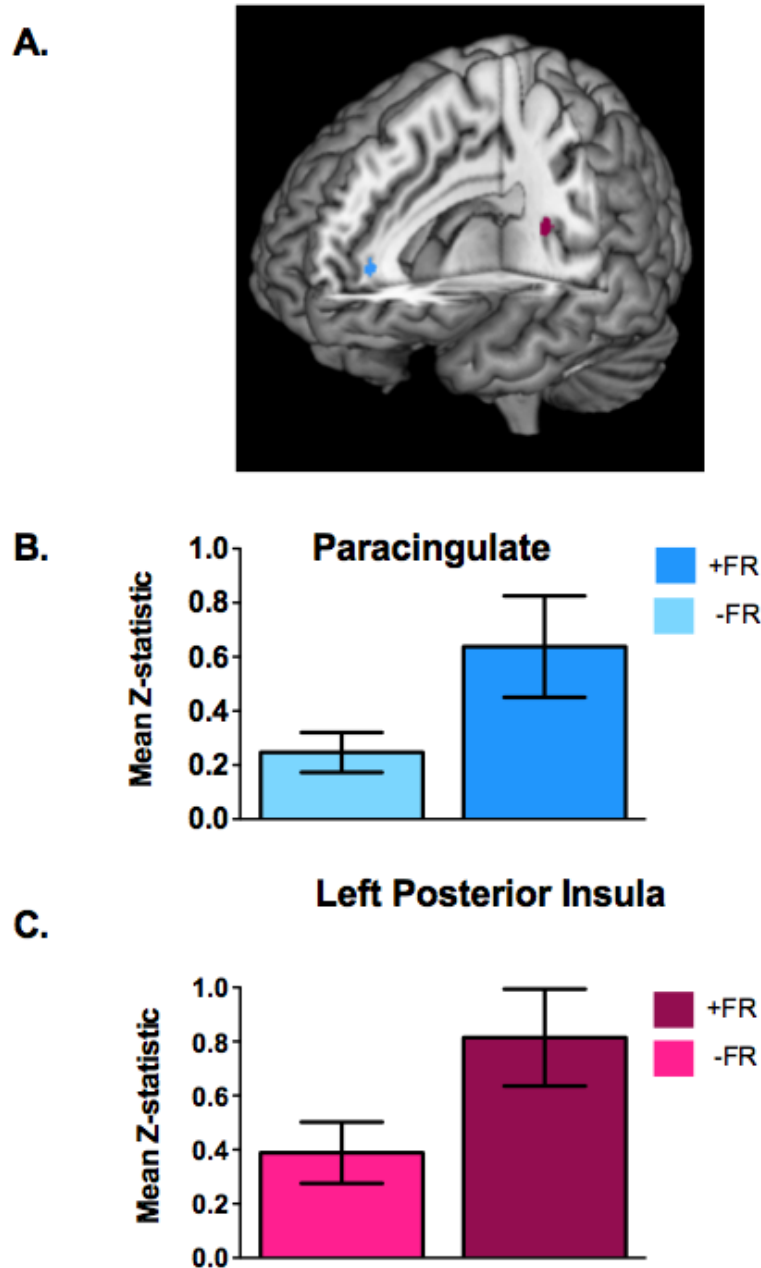 A.
B.
Paracingulate
Mean Z-statistic
1.0
0.8
0.6
0.4
0.2
0.0
+FR
-FR
Left Posterior Insula
C.
Mean Z-statistic
1.0
0.8
0.6
0.4
0.2
0.0
+FR
-FR